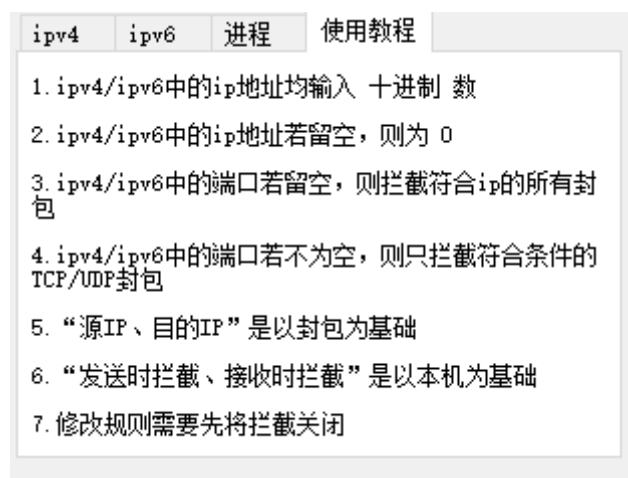 ipv4 ipv6 进程 使用教程
1.ipv4/ipv6中的ip地址均输入 十进制 数
2.ipv4/ipv6中的ip地址若留空，则为 0
3.ipv4/ipv6中的端口若留空，则拦截符合ip的所有封
包
4.ipv4/ipv6中的端口若不为空，则只拦截符合条件的
TCP/UDP封包
5.“源IP、目的IP”是以封包为基础
6.“发送时拦截、接收时拦截”是以本机为基础
7.修改规则需要先将拦截关闭